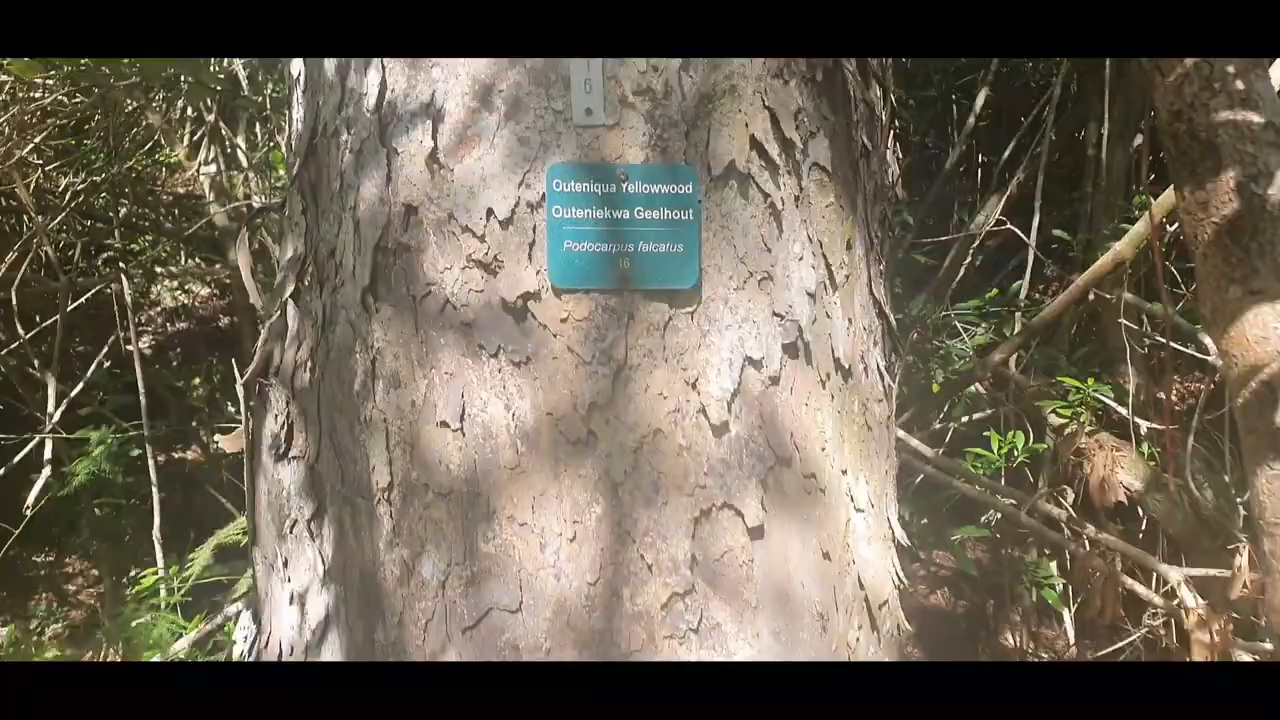 6
Outeniqua Yellowwood
Outeniekwa Geelhout
Podocarpus falcatus
16